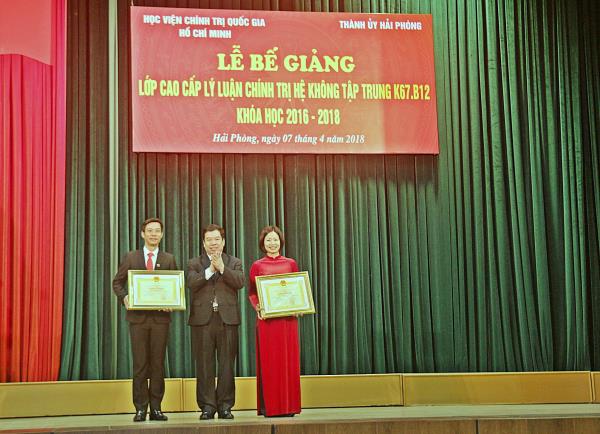 HỌC VIỆN CHÍNH TRỊ QUỐC GIA
HỒ CHÍ MINH
THÀNH ỦY HẢI PHÒNG
LỄ BẾ GIẢNG
LỚP CAO CẤP LÝ LUẬN CHÍNH TRỊ HỆ KHÔNG TẬP TRUNG K67.B12
KHÓA HỌC 2016 - 2018
Hải Phòng, ngày 07 tháng 4 năm 2018